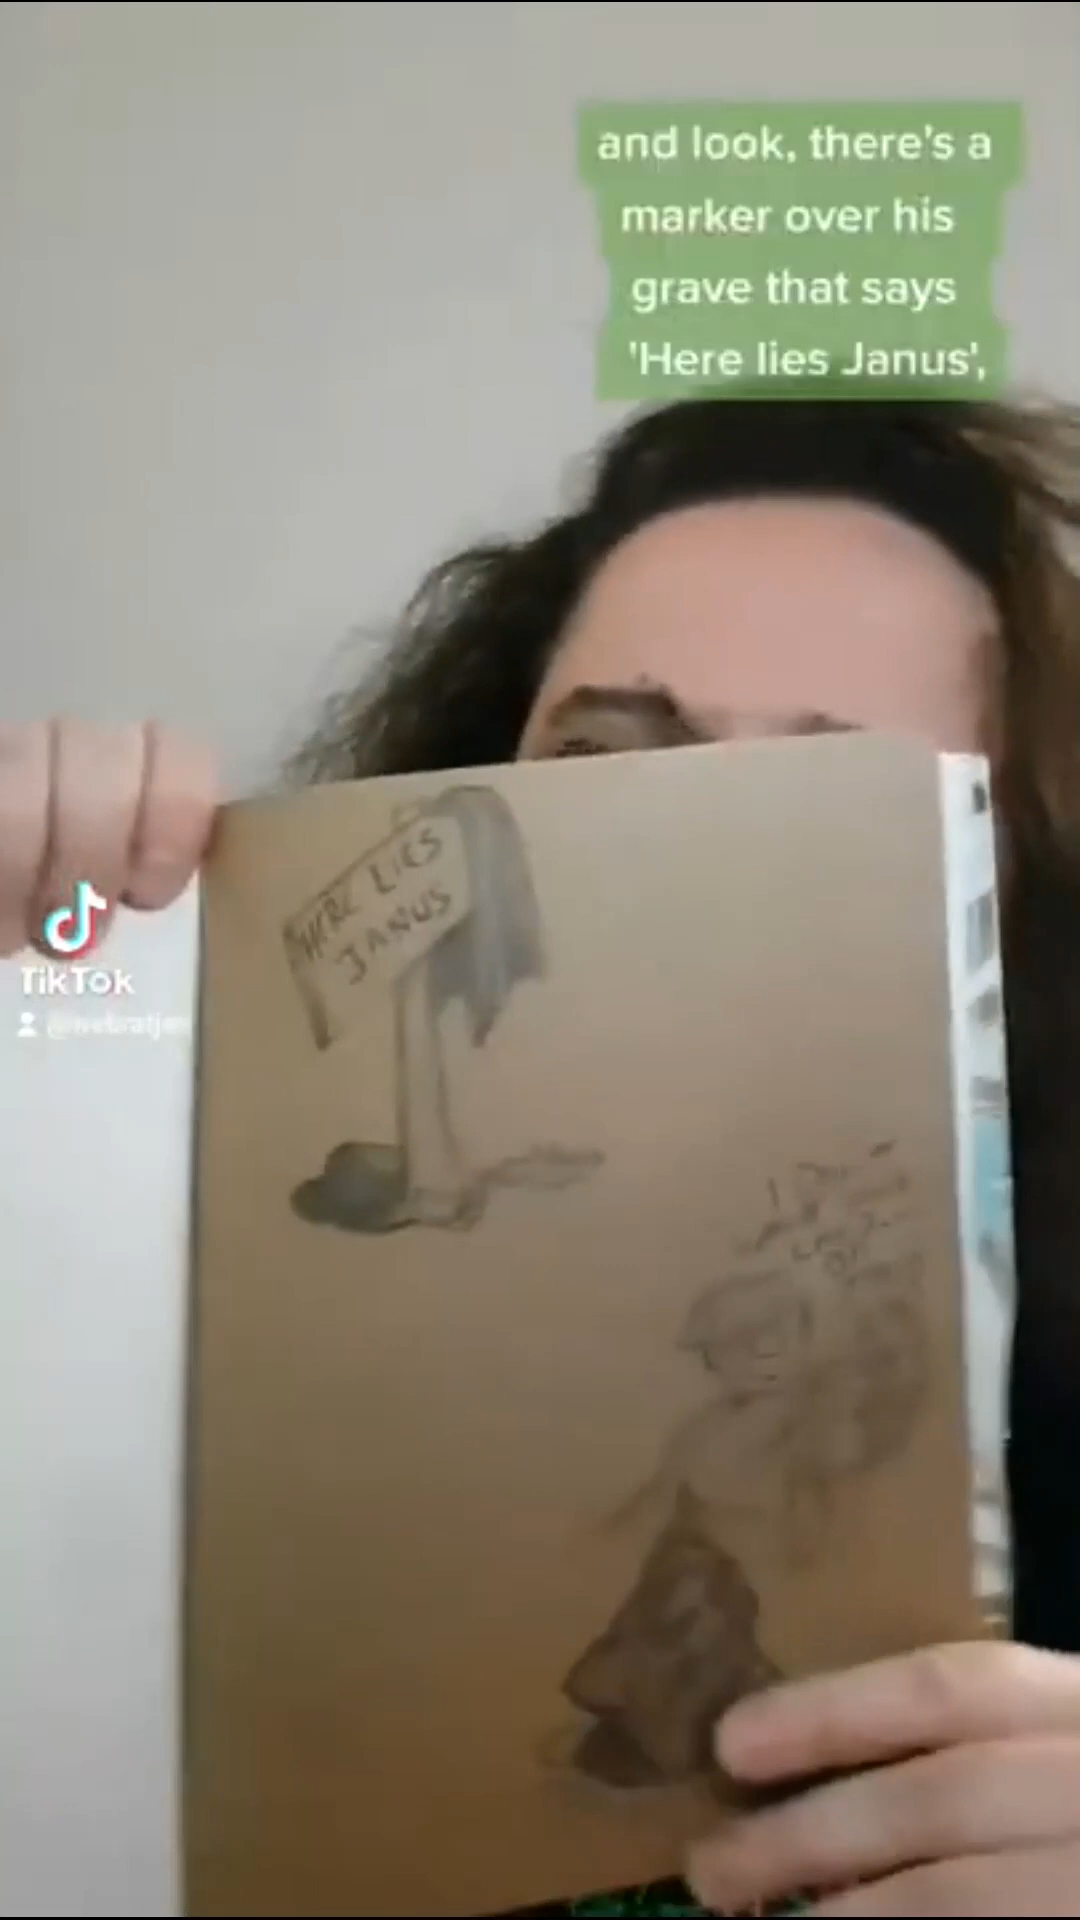 and look, there's a
marker over his
grave that says
'Here lies Janus',
HERE LIES
JANUS
TikTok